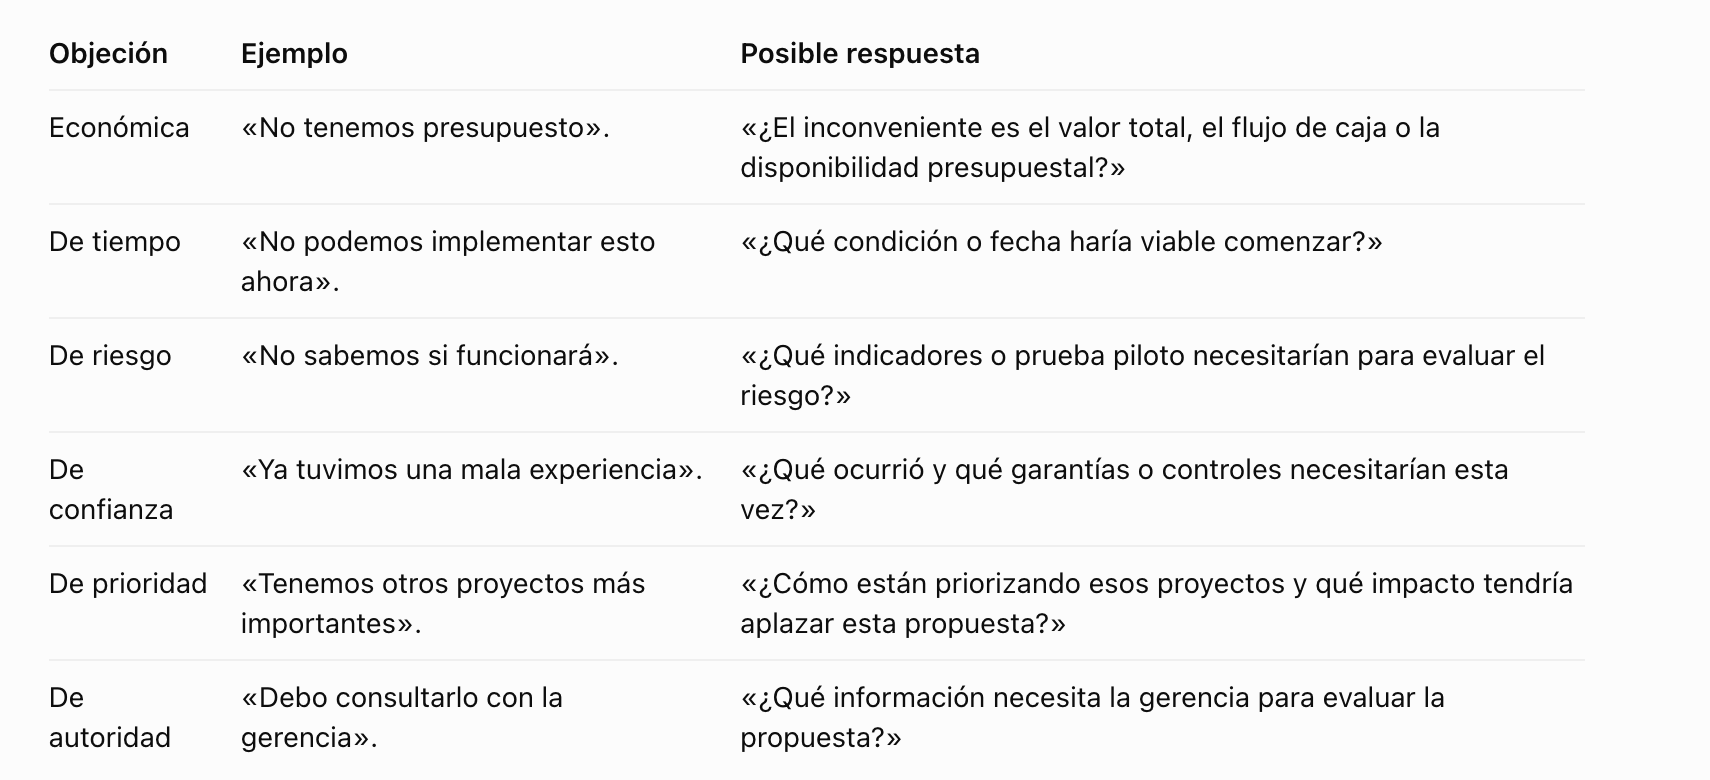 Objeción Ejemplo Posible respuesta
Económica «No tenemos presupuesto». «¿El inconveniente es el valor total, el flujo de caja o la
disponibilidad presupuestal?»
De tiempo «No podemos implementar esto «¿Qué condición o fecha haría viable comenzar?»
ahora».
De riesgo «No sabemos si funcionará». «¿Qué indicadores o prueba piloto necesitarían para evaluar el
riesgo?»
De «Ya tuvimos una mala experiencia». «¿Qué ocurrió y qué garantías o controles necesitarían esta
confianza vez?»
De prioridad «Tenemos otros proyectos más «¿Cómo están priorizando esos proyectos y qué impacto tendría
importantes». aplazar esta propuesta?»
De «Debo consultarlo con la «¿Qué información necesita la gerencia para evaluar la
autoridad gerencia». propuesta?»